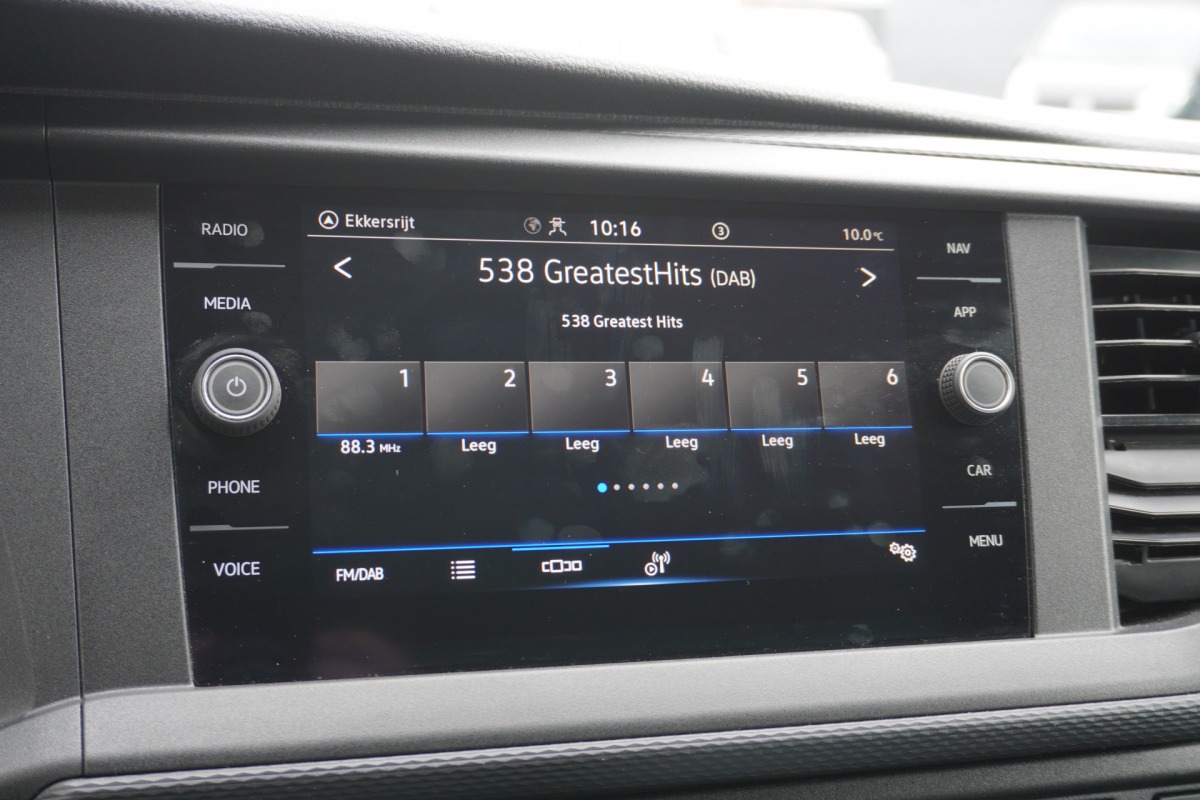 RADIO
MEDIA
PHONE
VOICE
Ekkersrijt
10:16
3
10.0°C
< 538 GreatestHits (DAB) >
538 Greatest Hits
1 2 3 4 5 6
88.3 MHz Leeg Leeg Leeg Leeg Leeg
FM/DAB
NAV
APP
CAR
MENU